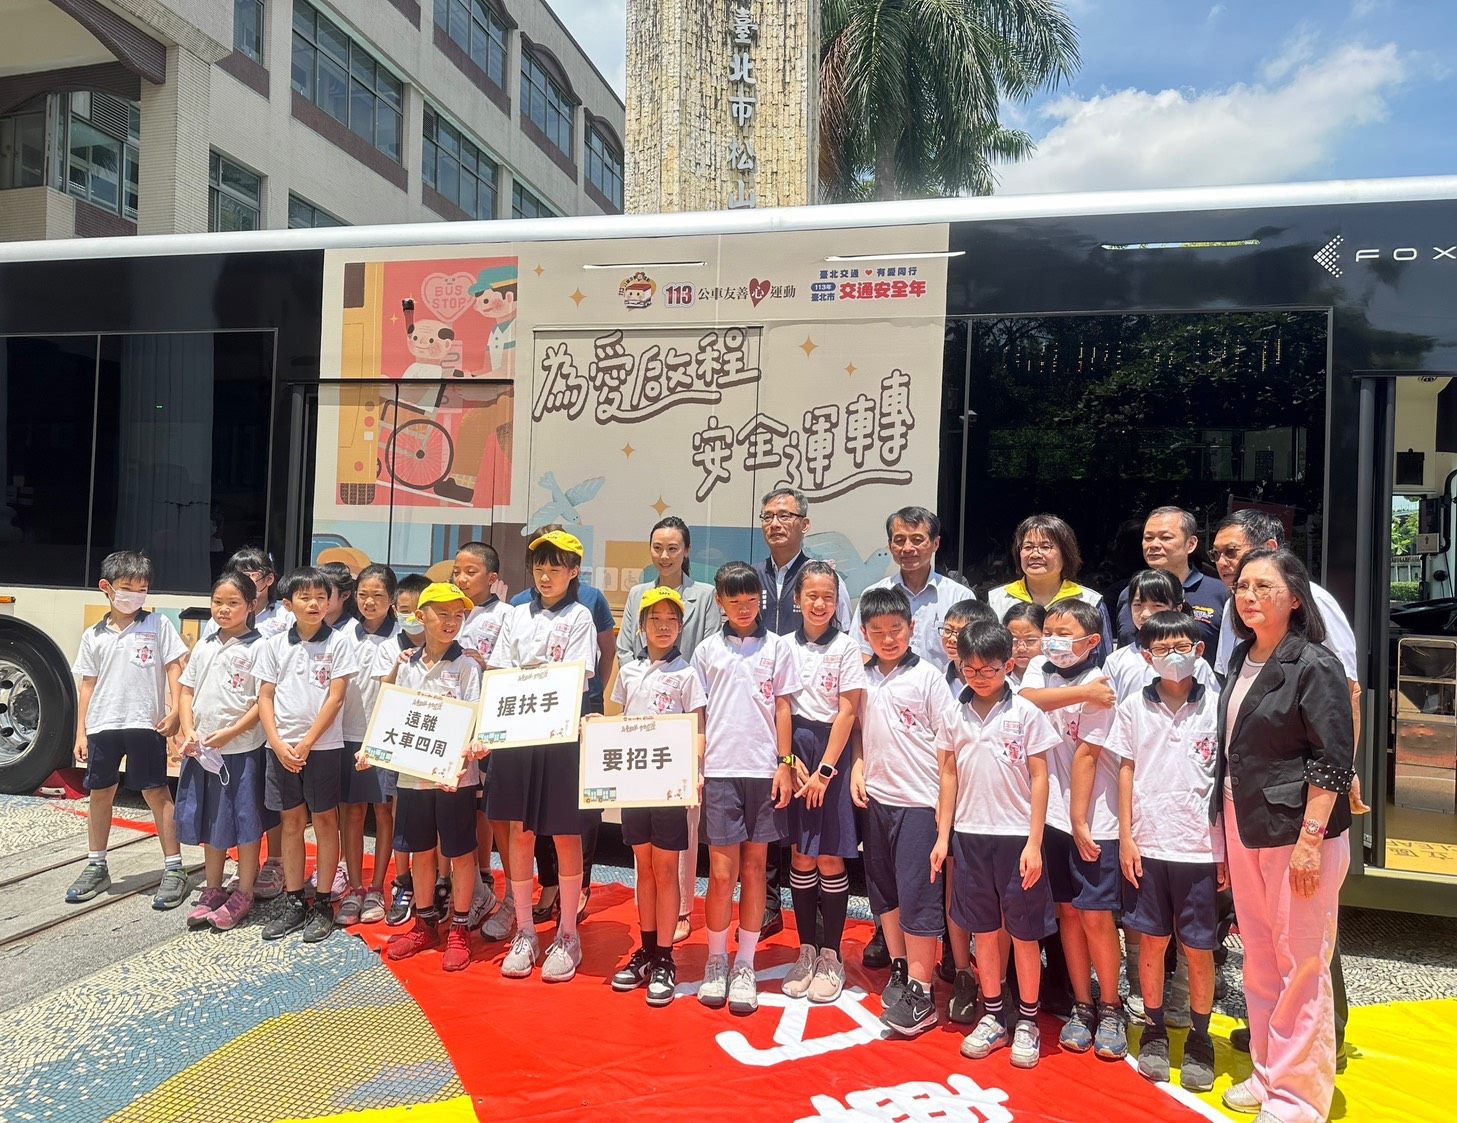 臺北市松山
FOX
BUS
STOP
113 公車友善心運動
臺北交通 有愛同行
113年
臺北市 交通安全年
為愛啟程
安全運轉
遠離
大車四周
握扶手
要招手